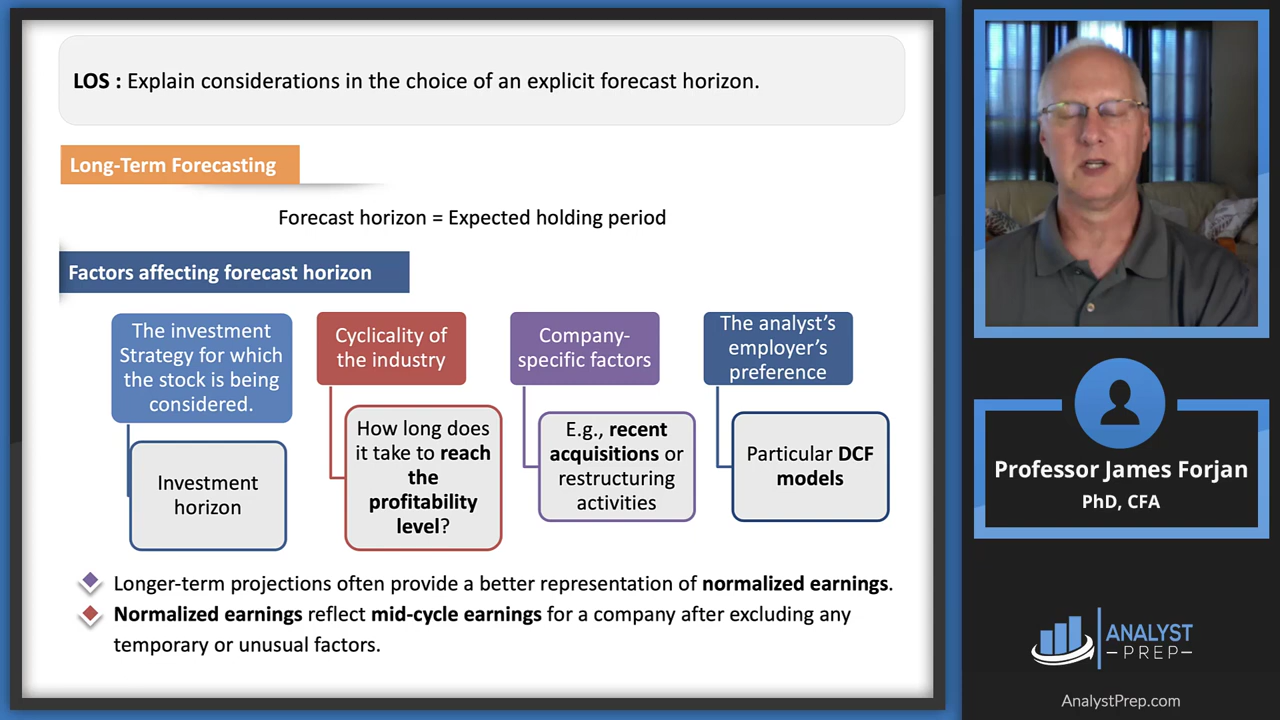 LOS : Explain considerations in the choice of an explicit forecast horizon.
Long-Term Forecasting
Forecast horizon = Expected holding period
Factors affecting forecast horizon
The investment
Strategy for which
the stock is being
considered.
Investment
horizon
Cyclicality of
the industry
How long does
it take to reach
the
profitability
level?
Company-
specific factors
E.g., recent
acquisitions or
restructuring
activities
The analyst’s
employer’s
preference
Particular DCF
models
Longer-term projections often provide a better representation of normalized earnings.
Normalized earnings reflect mid-cycle earnings for a company after excluding any
temporary or unusual factors.
Professor James Forjan
PhD, CFA
ANALYST
PREP
AnalystPrep.com